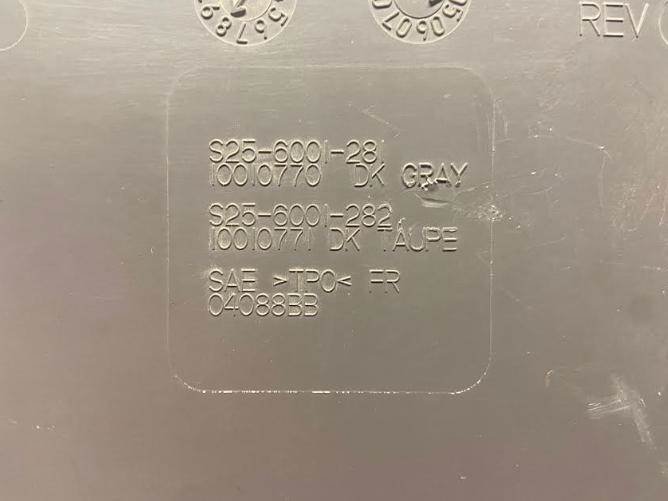 REV
S25-6001-281
10010770 DK GRAY
S25-6001-282
10010771 DK TAUPE
SAE >TPO< FR
04088BB